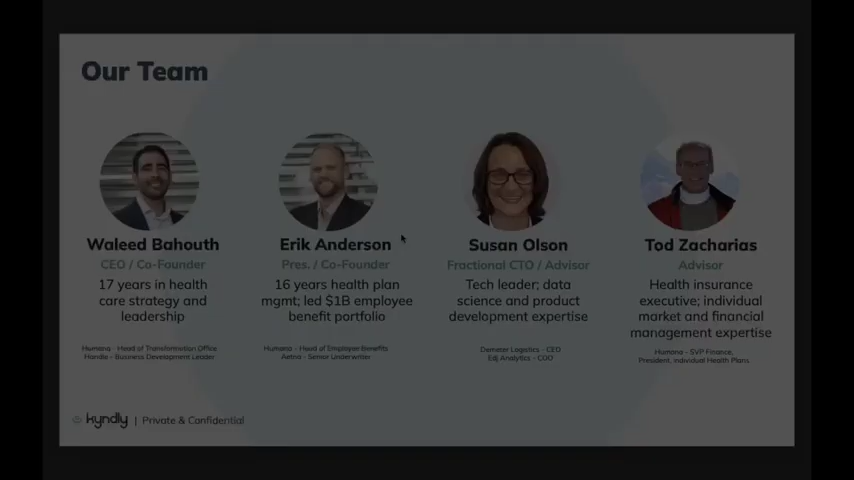 Our Team
Waleed Bahouth
CEO / Co-Founder
17 years in health
care strategy and
leadership
Humana - Head of Transformation Office
Handle - Business Development Leader
Erik Anderson
Pres. / Co-Founder
16 years health plan
mgmt; led $1B employee
benefit portfolio
Humana - Head of Employee Benefits
Aetna - Senior Underwriter
Susan Olson
Fractional CTO / Advisor
Tech leader; data
science and product
development expertise
Demeter Logistics - CEO
Edj Analytics - COO
Tod Zacharias
Advisor
Health insurance
executive; individual
market and financial
management expertise
Humana - SVP Finance,
President, Individual Health Plans
kyndly | Private & Confidential